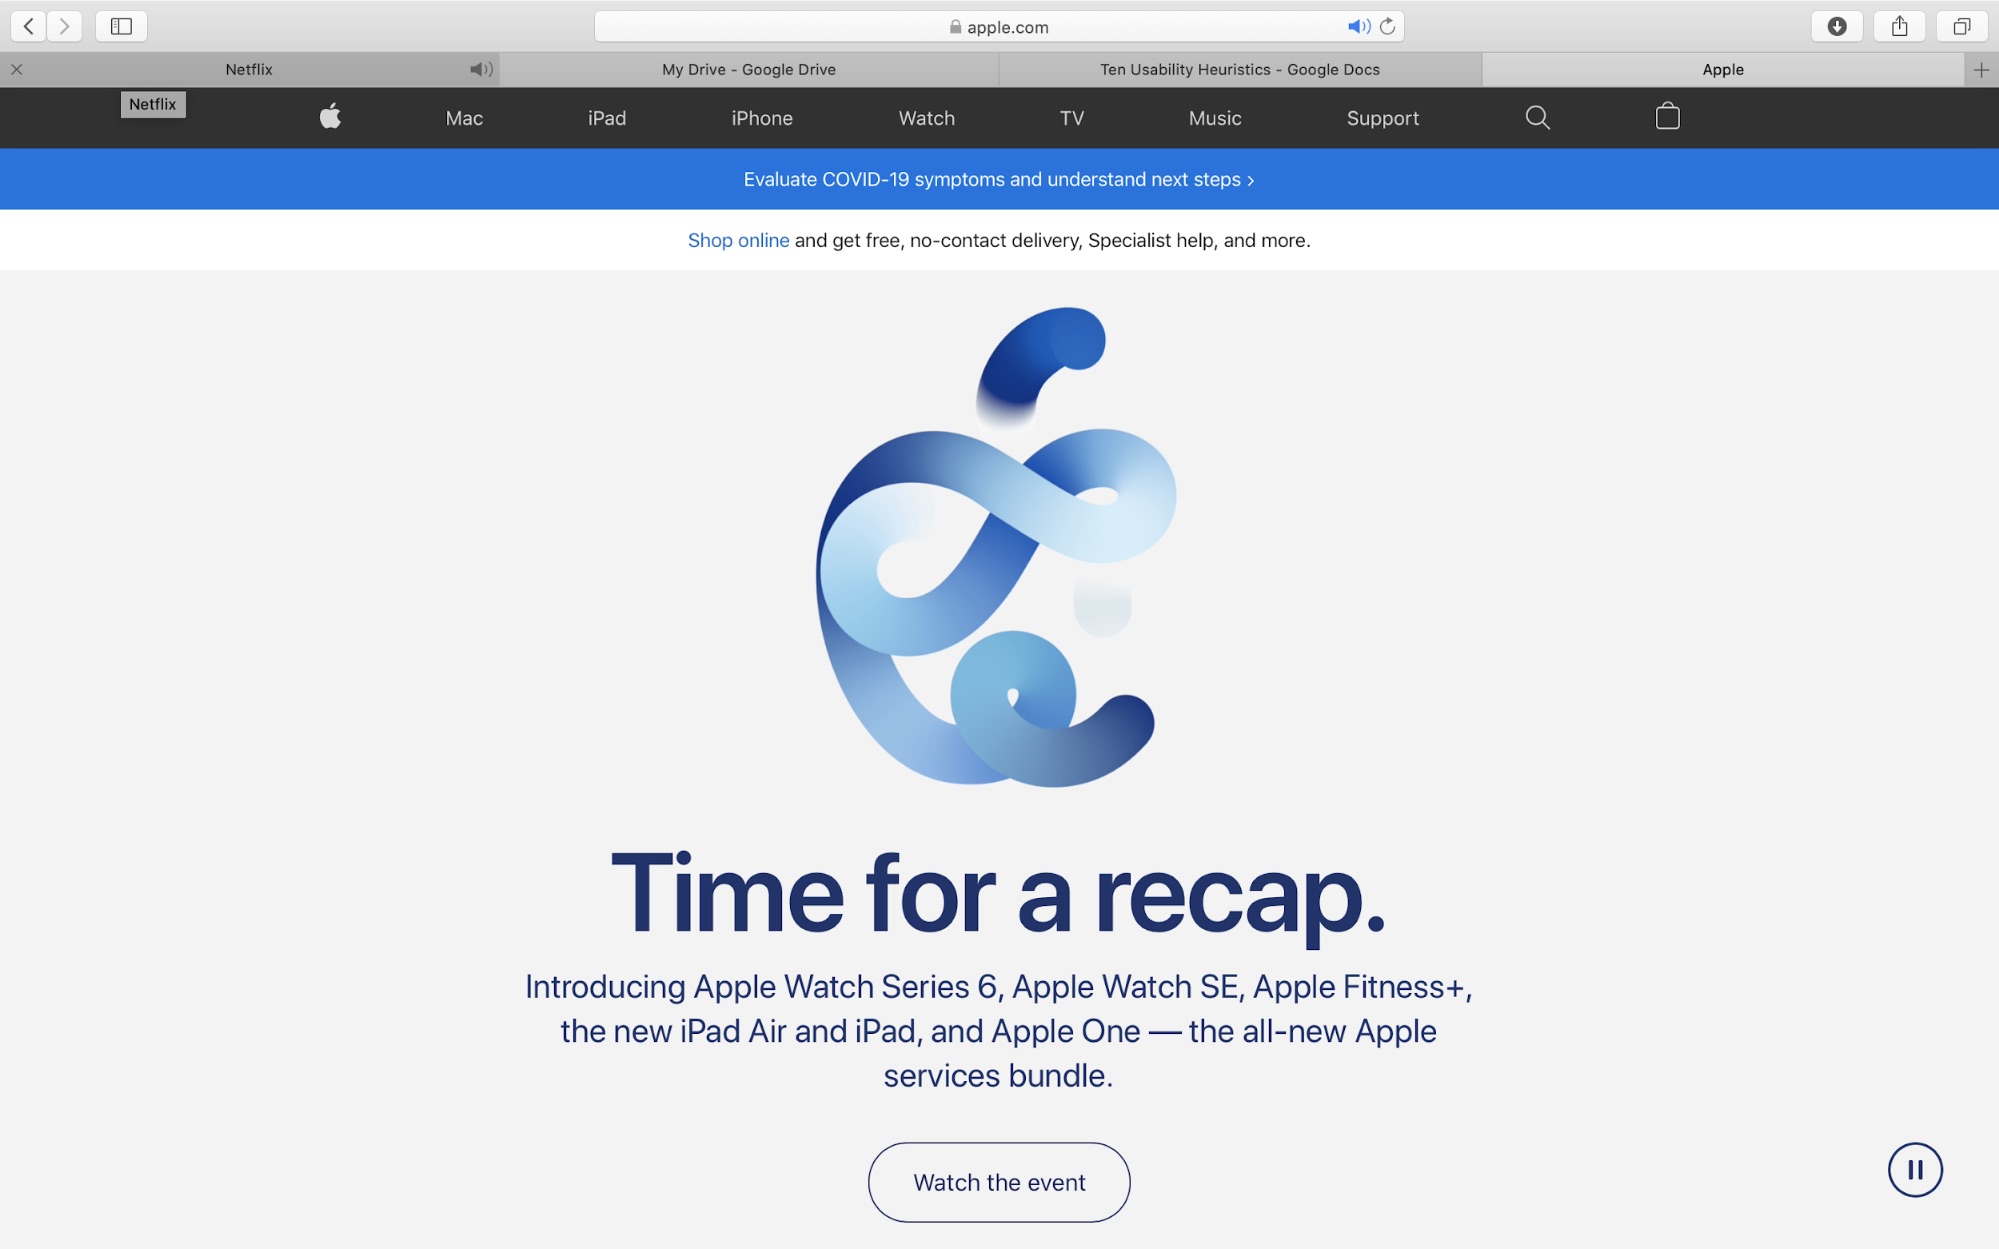 apple.com
Netflix
My Drive - Google Drive
Ten Usability Heuristics - Google Docs
Apple
Netflix
Mac
iPad
iPhone
Watch
TV
Music
Support
Evaluate COVID-19 symptoms and understand next steps ›
Shop online and get free, no-contact delivery, Specialist help, and more.
Time for a recap.
Introducing Apple Watch Series 6, Apple Watch SE, Apple Fitness+,
the new iPad Air and iPad, and Apple One — the all-new Apple
services bundle.
Watch the event